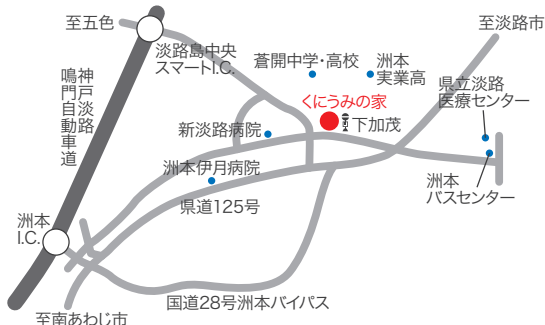 至五色
至淡路市
淡路島中央
スマートI.C.
蒼開中学・高校
洲本
実業高
神戸淡路
鳴門自動車道
くにうみの家
下加茂
県立淡路
医療センター
新淡路病院
洲本伊月病院
洲本
バスセンター
県道125号
洲本
I.C.
国道28号洲本バイパス
至南あわじ市